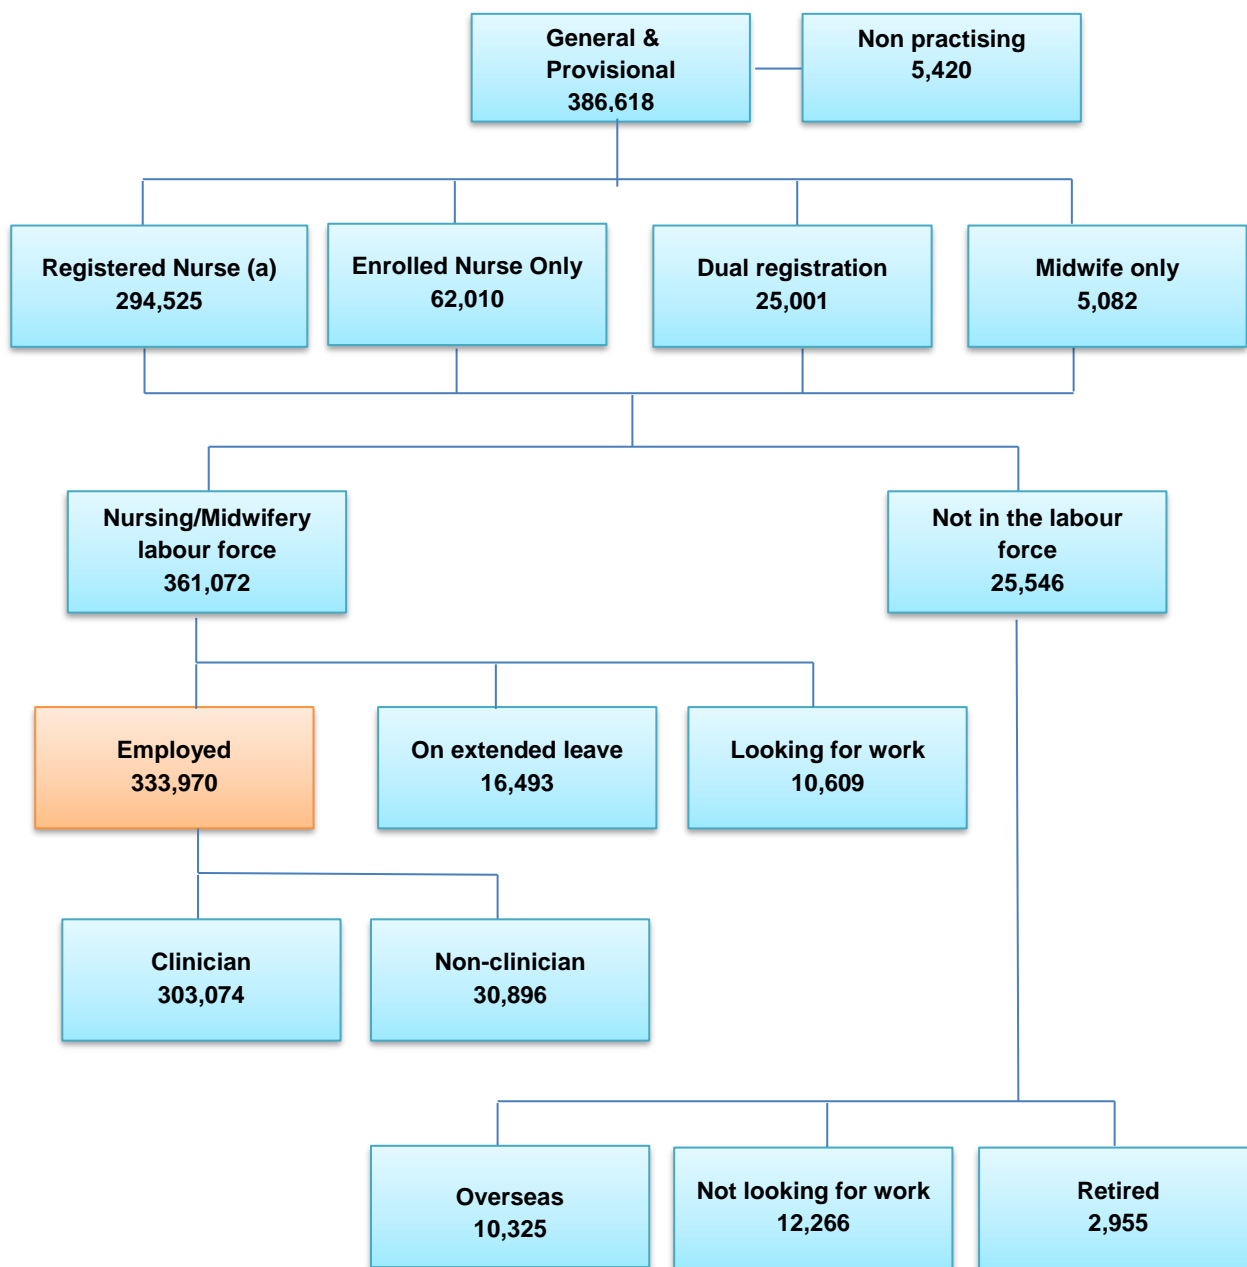 General &
Provisional
386,618
Non practising
5,420
Registered Nurse (a)
294,525
Enrolled Nurse Only
62,010
Dual registration
25,001
Midwife only
5,082
Nursing/Midwifery
labour force
361,072
Not in the labour
force
25,546
Employed
333,970
On extended leave
16,493
Looking for work
10,609
Clinician
303,074
Non-clinician
30,896
Overseas
10,325
Not looking for work
12,266
Retired
2,955